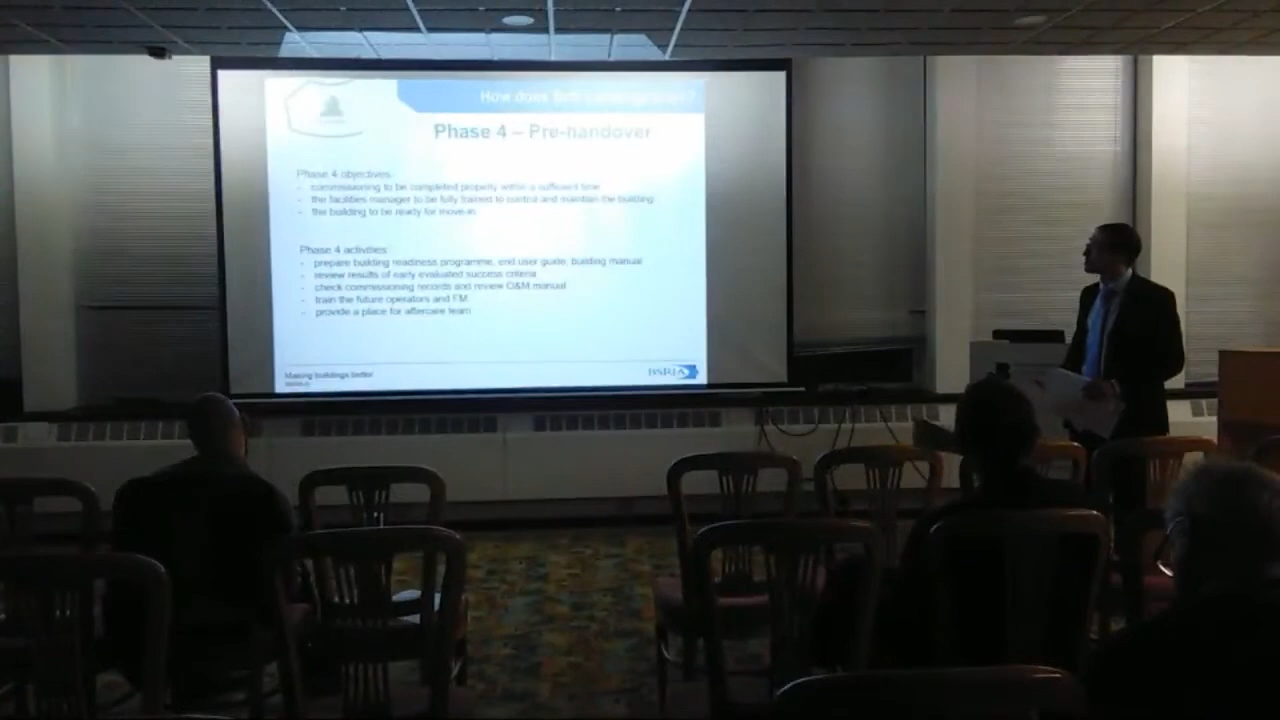 How does
Phase 4 – Pre-handover
Phase 4 objectives:
- commissioning to be completed properly within a sufficient time
- the facilities manager to be fully trained to control and maintain the building
- the building to be ready for move-in
Phase 4 activities:
- prepare building readiness programme, end user guide, building manual
- review results of early evaluated success criteria
- check commissioning records and review O&M manual
- train the future operators and FM
- provide a place for aftercare team
Making buildings better
BSRIA